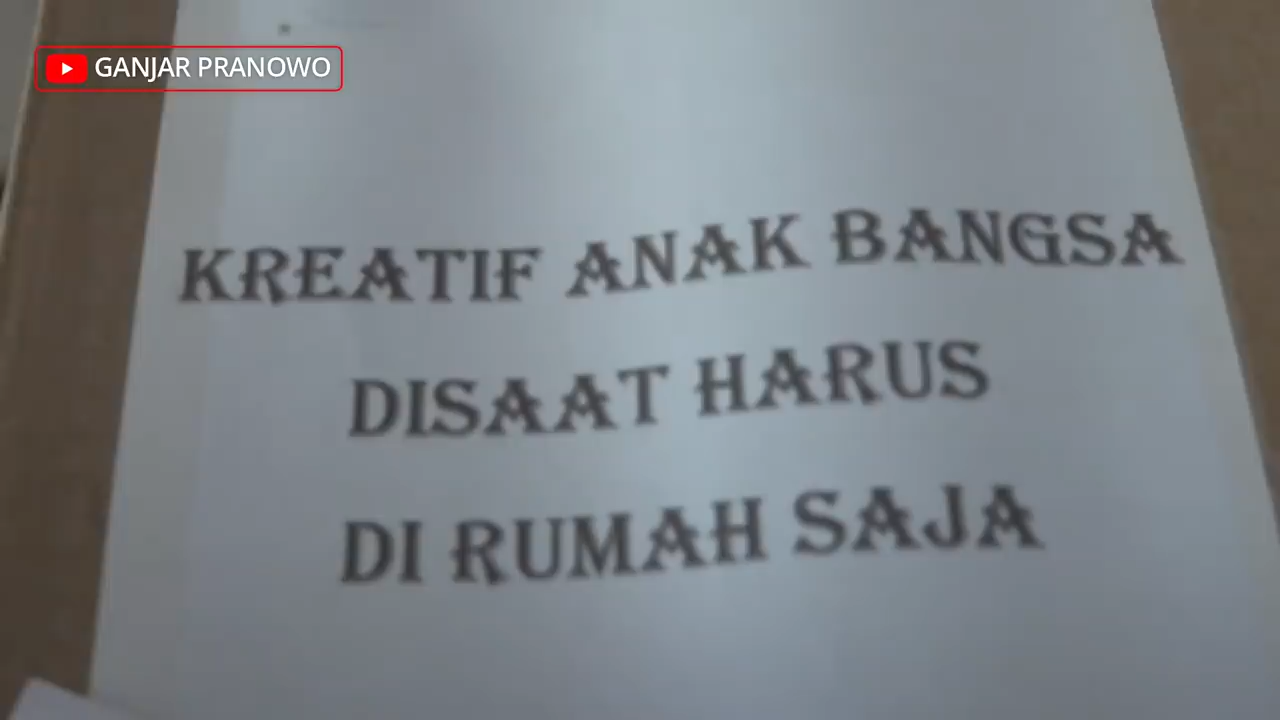 GANJAR PRANOWO
KREATIF ANAK BANGSA
DISAAT HARUS
DI RUMAH SAJA